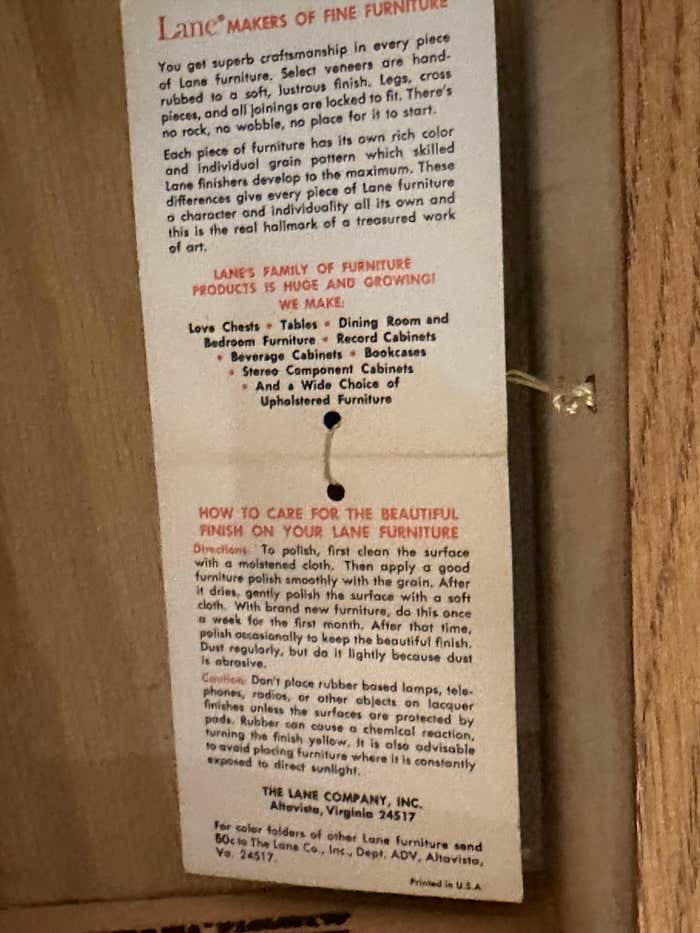 Lane® MAKERS OF FINE FURNITURE
You get superb craftsmanship in every piece
of Lane furniture. Select veneers are hand-
rubbed to a soft, lustrous finish. Legs, cross
pieces, and all joinings are locked to fit. There's
no rock, no wobble, no place for it to start.
Each piece of furniture has its own rich color
and individual grain pattern which skilled
Lane finishers develop to the maximum. These
differences give every piece of Lane furniture
a character and individuality all its own and
this is the real hallmark of a treasured work
of art.
LANE'S FAMILY OF FURNITURE
PRODUCTS IS HUGE AND GROWING!
WE MAKE:
Love Chests • Tables • Dining Room and
Bedroom Furniture • Record Cabinets
• Beverage Cabinets • Bookcases
• Stereo Component Cabinets
• And a Wide Choice of
Upholstered Furniture
HOW TO CARE FOR THE BEAUTIFUL
FINISH ON YOUR LANE FURNITURE
Directions: To polish, first clean the surface
with a moistened cloth. Then apply a good
furniture polish smoothly with the grain. After
it dries, gently polish the surface with a soft
cloth. With brand new furniture, do this once
a week for the first month. After that time,
polish occasionally to keep the beautiful finish.
Dust regularly, but do it lightly because dust
is abrasive.
Caution: Don't place rubber based lamps, tele-
phones, radios, or other objects on lacquer
finishes unless the surfaces are protected by
pads. Rubber can cause a chemical reaction,
turning the finish yellow. It is also advisable
to avoid placing furniture where it is constantly
exposed to direct sunlight.
THE LANE COMPANY, INC.
Altavista, Virginia 24517
For color folders of other Lane furniture send
50c to The Lane Co., Inc., Dept. ADV, Altavista,
Va. 24517.
Printed in U.S.A